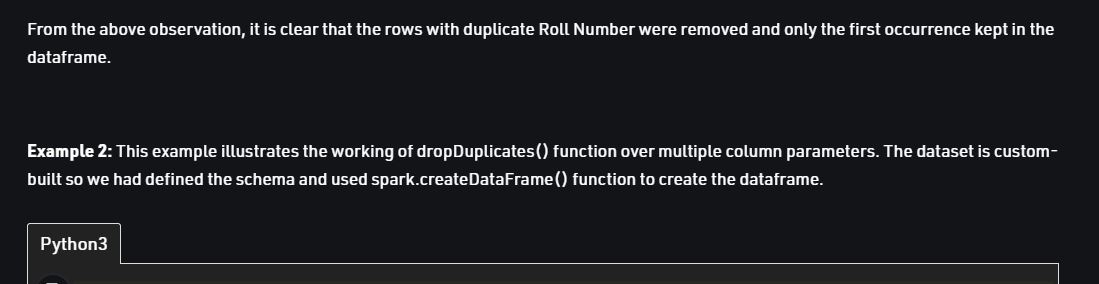 From the above observation, it is clear that the rows with duplicate Roll Number were removed and only the first occurrence kept in the
dataframe.
Example 2: This example illustrates the working of dropDuplicates() function over multiple column parameters. The dataset is custom-
built so we had defined the schema and used spark.createDataFrame() function to create the dataframe.
Python3